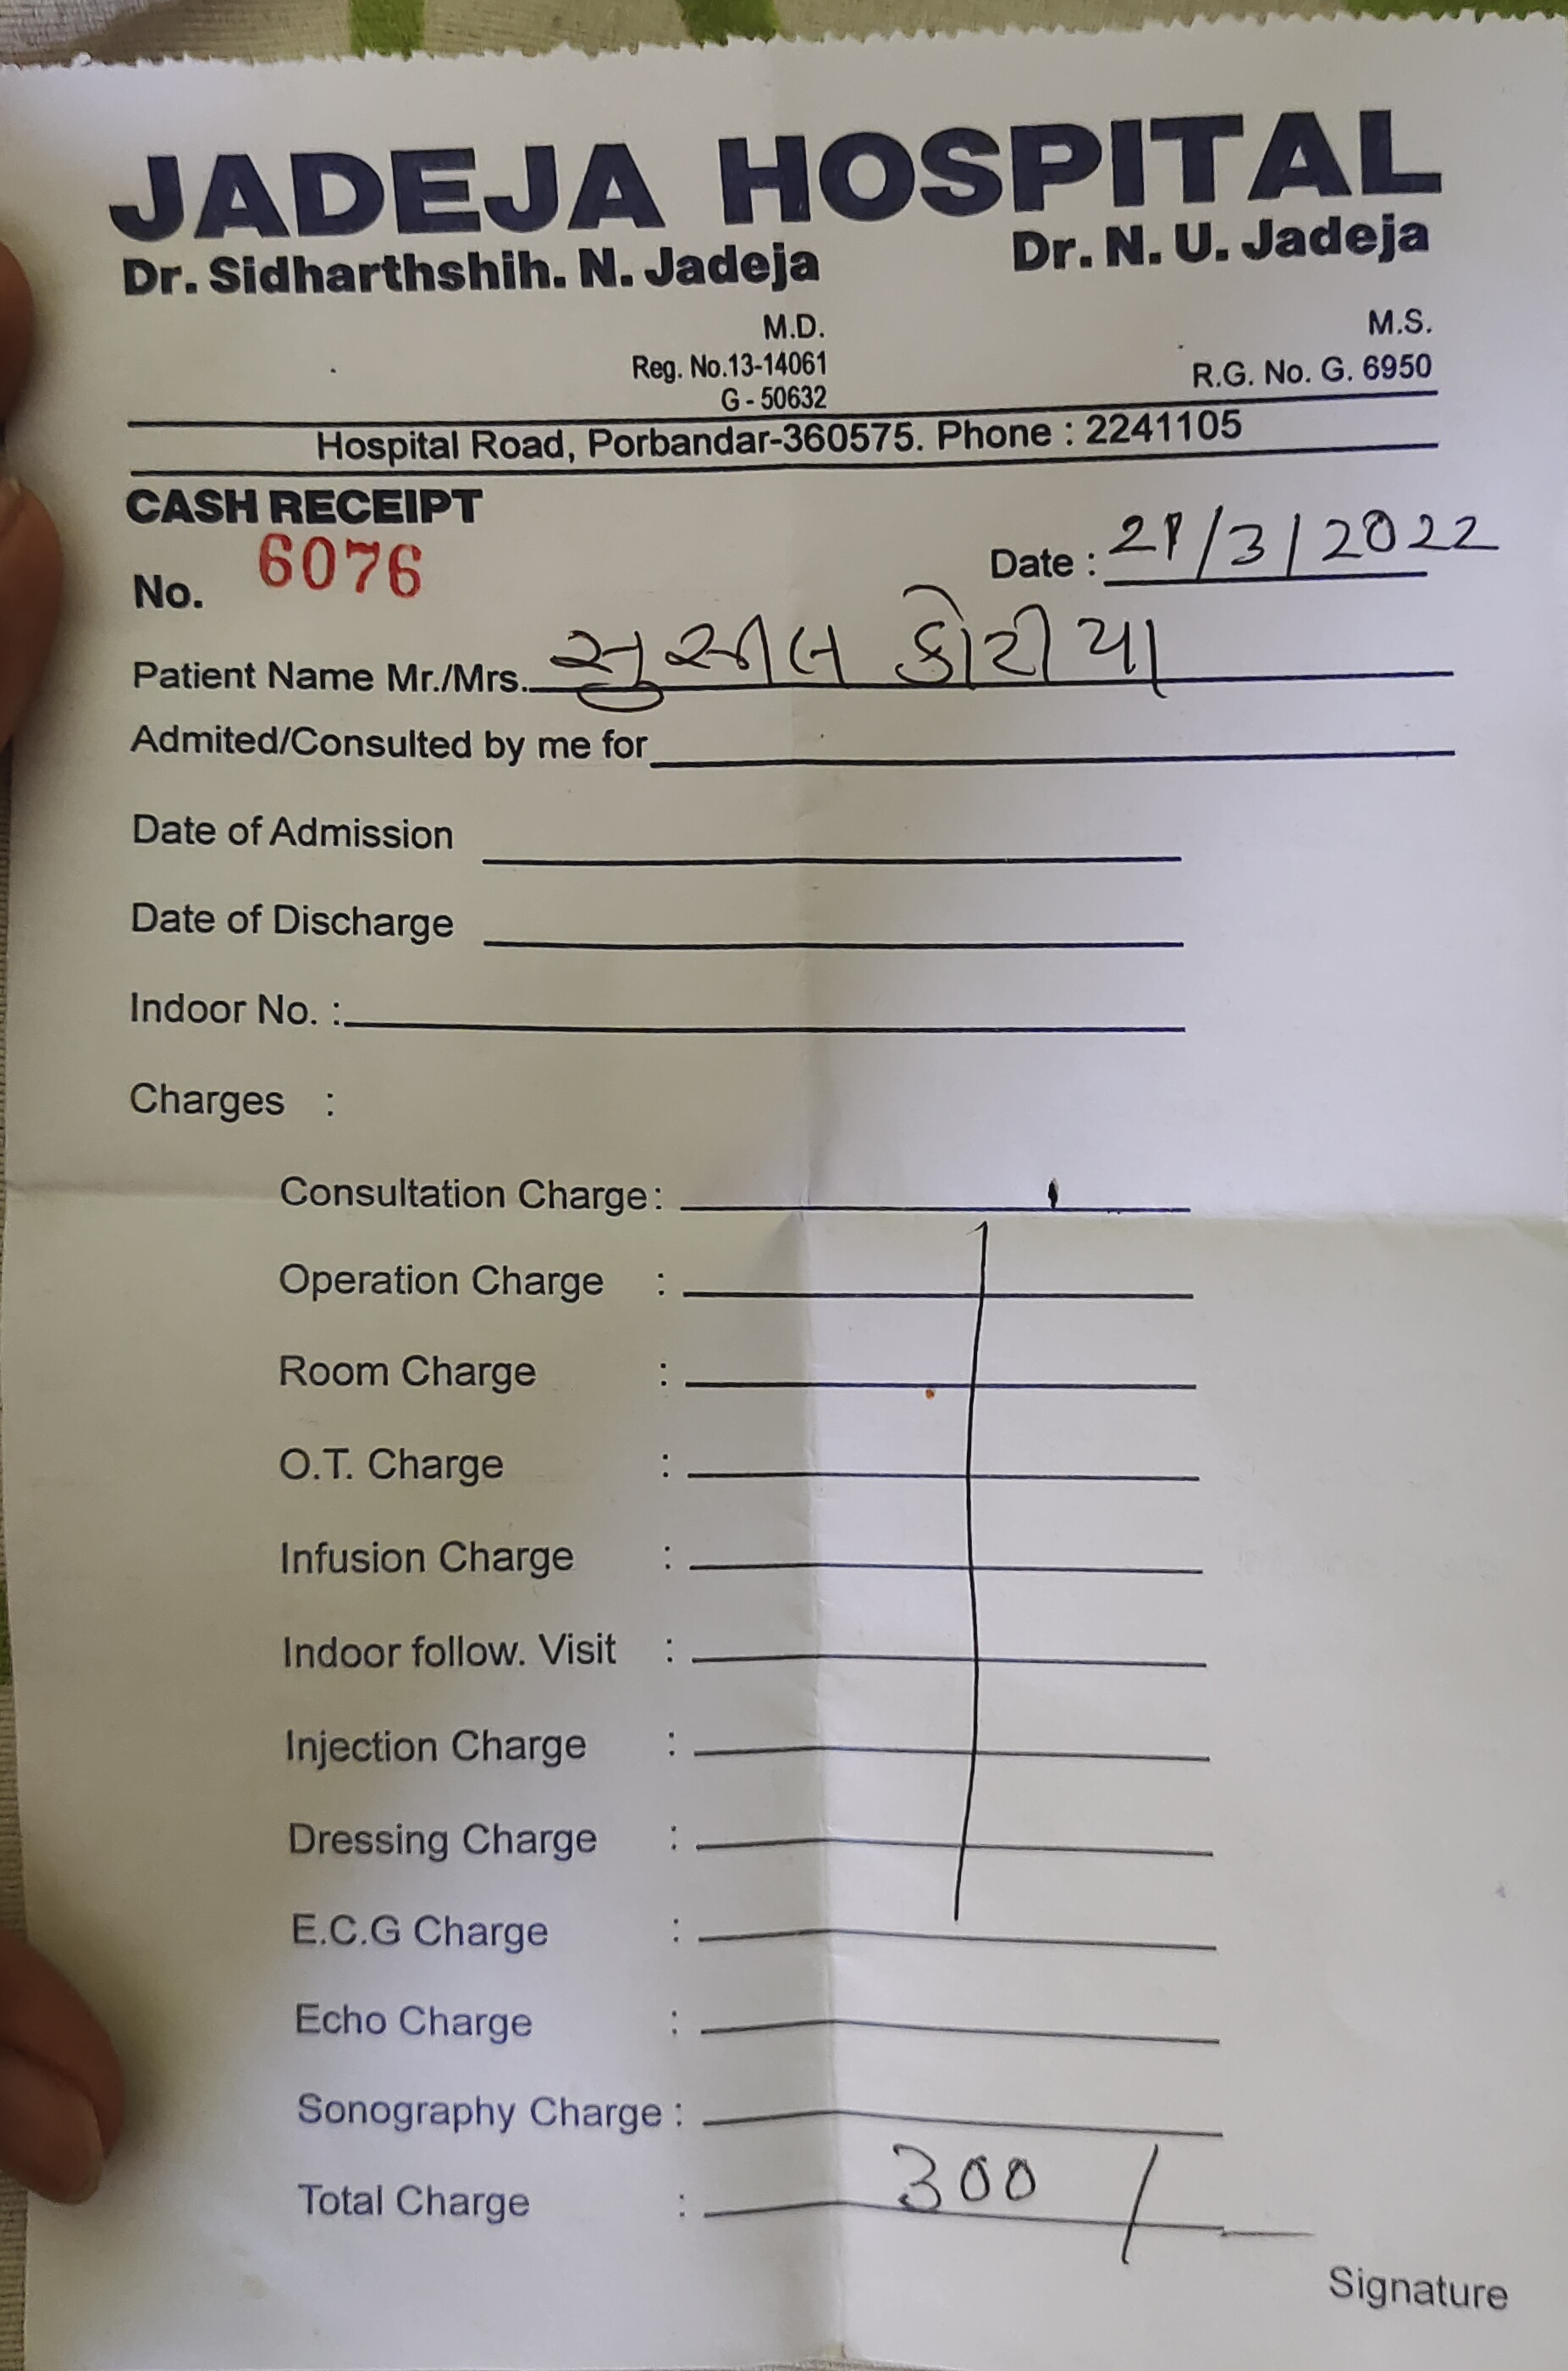 JADEJA HOSPITAL
Dr. Sidharthshih. N. Jadeja Dr. N. U. Jadeja
M.D. M.S.
Reg. No.13-14061 R.G. No. G. 6950
G - 50632
Hospital Road, Porbandar-360575. Phone : 2241105
CASH RECEIPT
No. 6076 Date : 21/3/2022
Patient Name Mr./Mrs. સુસીલ કોટીયા
Admited/Consulted by me for
Date of Admission
Date of Discharge
Indoor No. :
Charges :
Consultation Charge :
Operation Charge :
Room Charge :
O.T. Charge :
Infusion Charge :
Indoor follow. Visit :
Injection Charge :
Dressing Charge :
E.C.G Charge :
Echo Charge :
Sonography Charge :
Total Charge : 300 /—
Signature